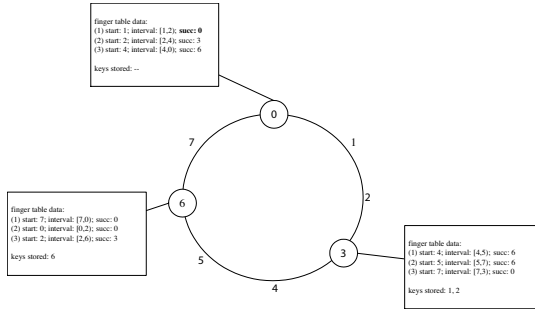 finger table data:
(1) start: 1; interval: [1,2); succ: 0
(2) start: 2; interval: [2,4); succ: 3
(3) start: 4; interval: [4,0); succ: 6
keys stored: --
0
7
1
6
2
finger table data:
(1) start: 7; interval: [7,0); succ: 0
(2) start: 0; interval: [0,2); succ: 0
(3) start: 2; interval: [2,6); succ: 3
keys stored: 6
5
3
4
finger table data:
(1) start: 4; interval: [4,5); succ: 6
(2) start: 5; interval: [5,7); succ: 6
(3) start: 7; interval: [7,3); succ: 0
keys stored: 1, 2